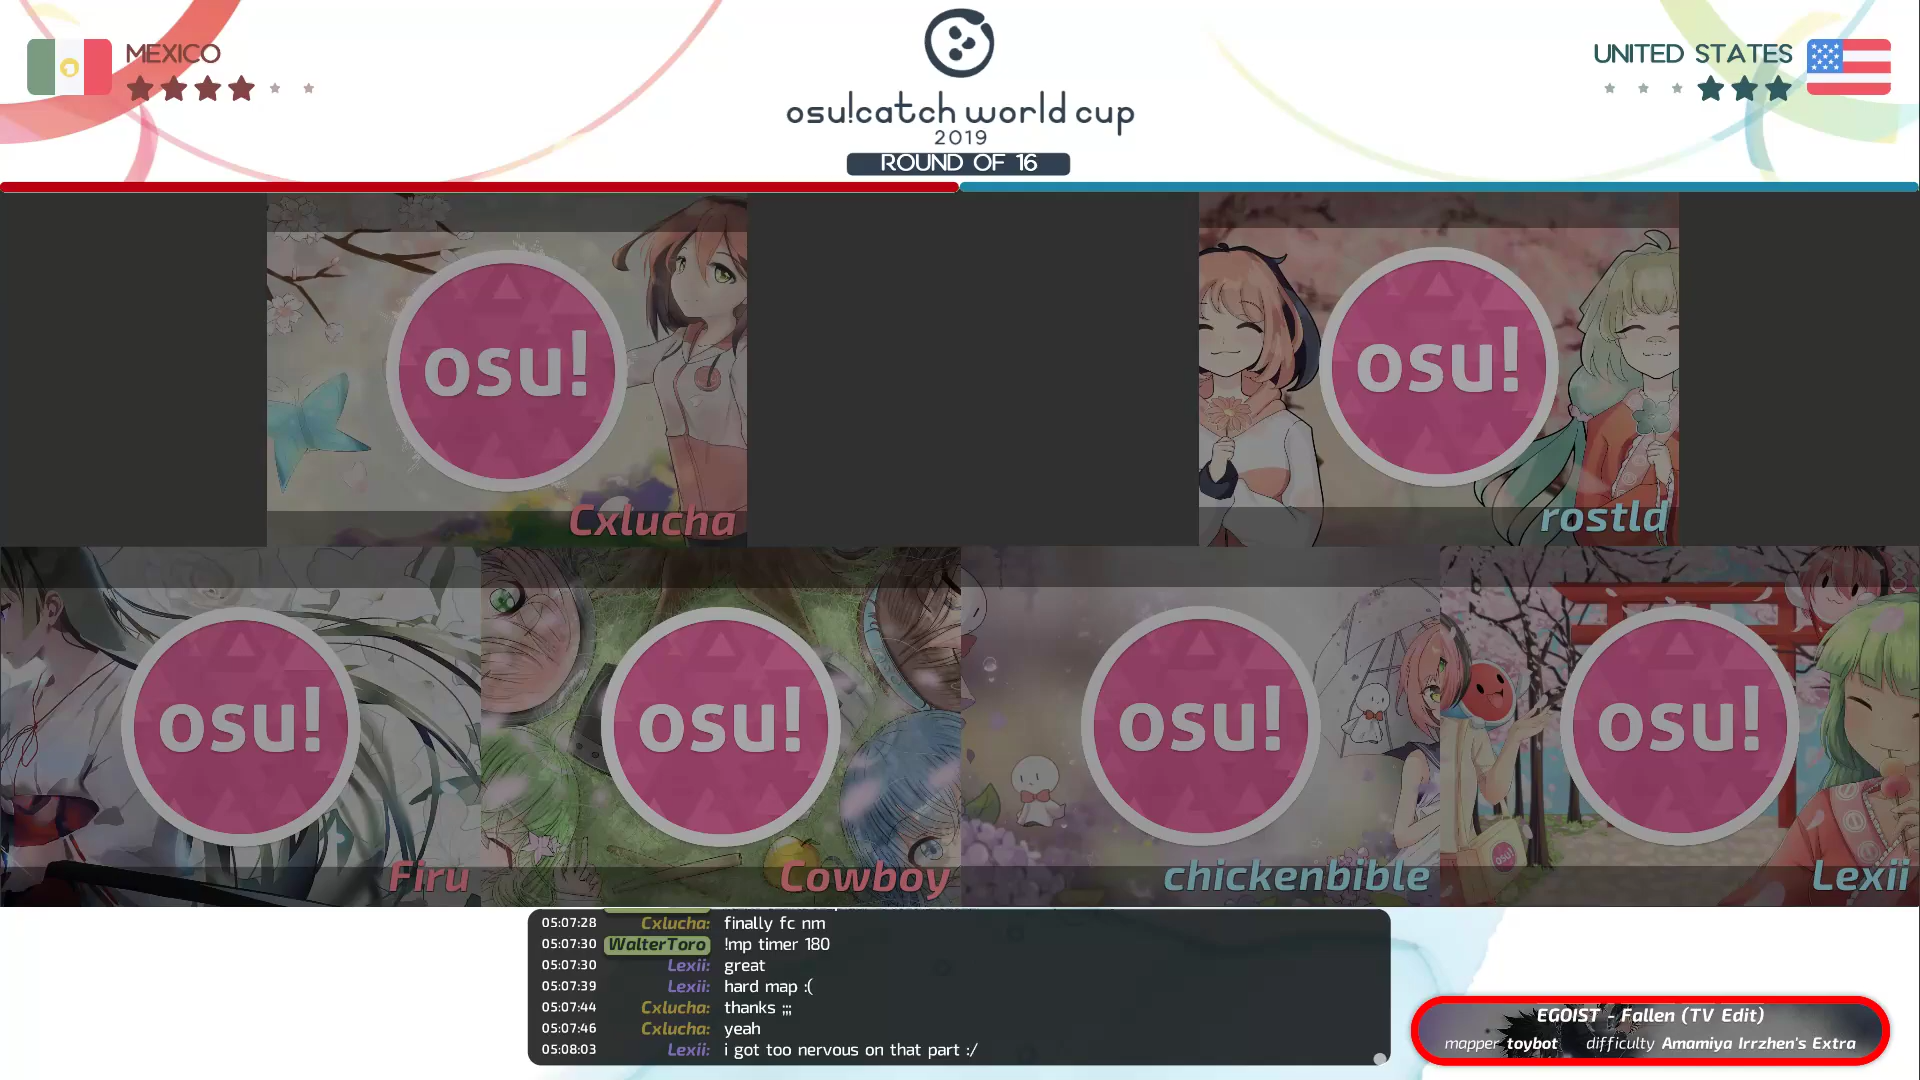 MEXICO
UNITED STATES
osu!catch world cup
2019
ROUND OF 16
osu!
Cxlucha
osu!
rostld
osu!
Firu
osu!
Cowboy
osu!
chickenbible
osu!
Lexii
05:07:28 Cxlucha: finally fc nm
05:07:30 WalterToro !mp timer 180
05:07:30 Lexii: great
05:07:39 Lexii: hard map :(
05:07:44 Cxlucha: thanks ;;;
05:07:46 Cxlucha: yeah
05:08:03 Lexii: i got too nervous on that part :/
EGOIST - Fallen (TV Edit)
mapper toybot difficulty Amamiya Irrzhen's Extra